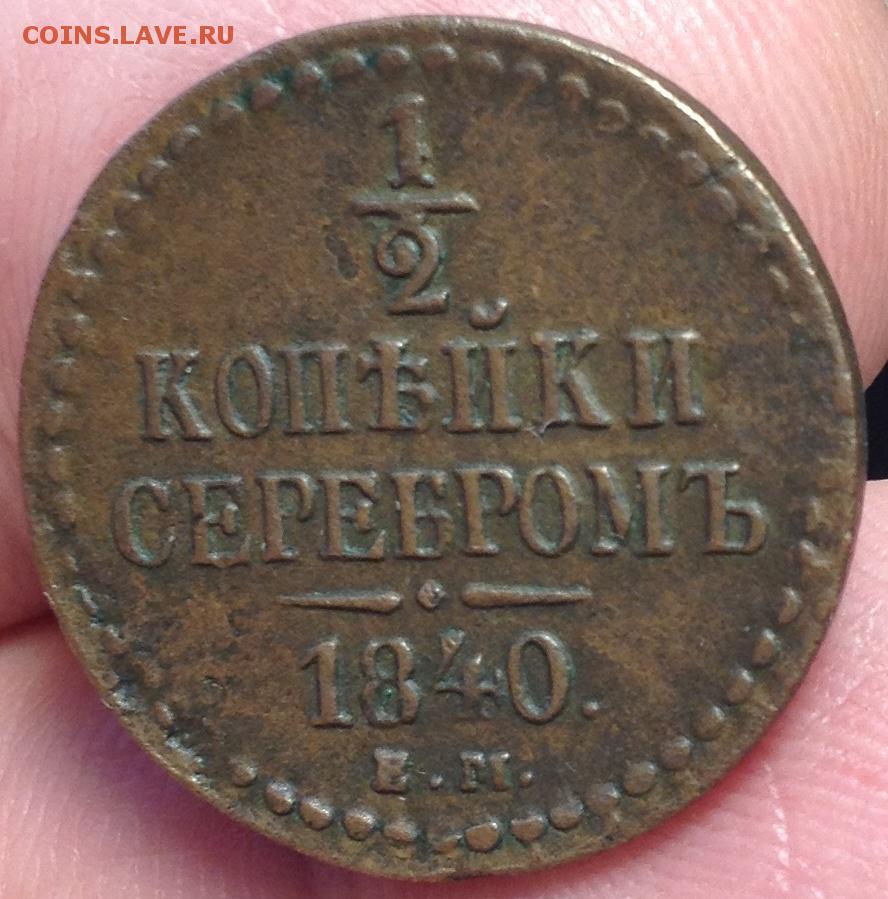 COINS.LAVE.RU
1
2
КОПѢЙКИ
СЕРЕБРОМЪ
1840.
Е.М.